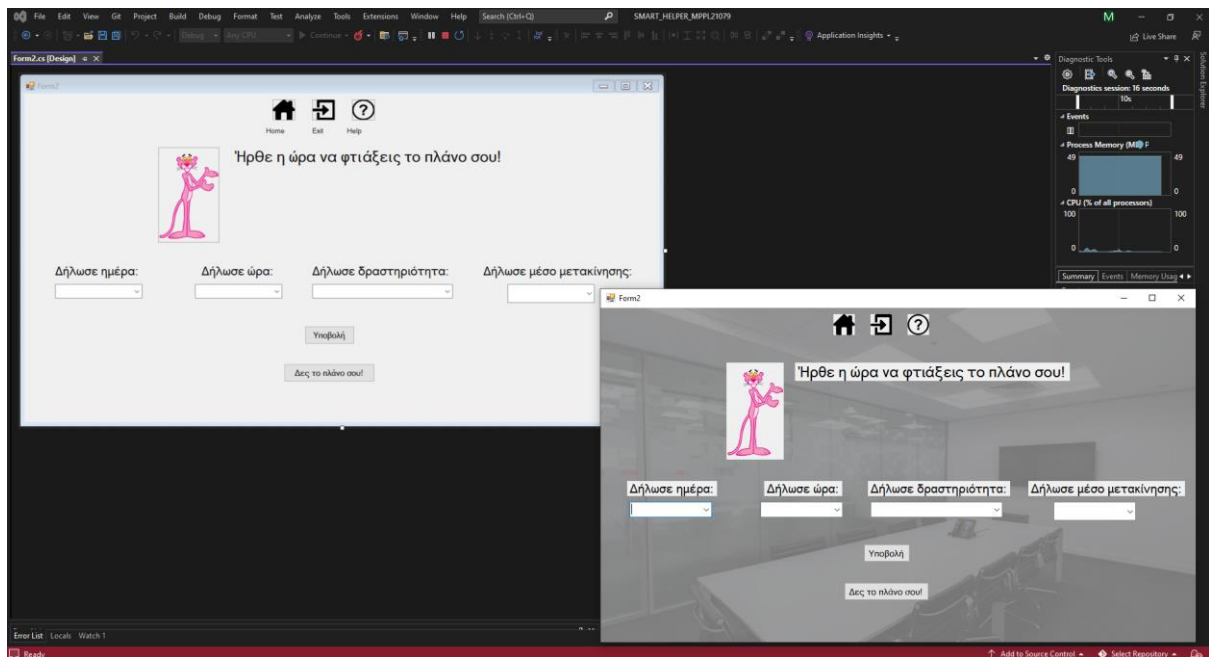 File Edit View Git Project Build Debug Format Test Analyze Tools Extensions Window Help Search (Ctrl+Q) SMART_HELPER_MPPL21079 M
Debug Any CPU Continue Application Insights Live Share
Form2.cs [Design]
Diagnostic Tools
Solution Explorer
Diagnostics session: 16 seconds
10s
Events
Process Memory (MB) F
49 49
0 0
CPU (% of all processors)
100 100
0 0
Summary Events Memory Usag
Form2
Home Exit Help
Ήρθε η ώρα να φτιάξεις το πλάνο σου!
Δήλωσε ημέρα: Δήλωσε ώρα: Δήλωσε δραστηριότητα: Δήλωσε μέσο μετακίνησης:
Υποβολή
Δες το πλάνο σου!
Form2
Ήρθε η ώρα να φτιάξεις το πλάνο σου!
Δήλωσε ημέρα: Δήλωσε ώρα: Δήλωσε δραστηριότητα: Δήλωσε μέσο μετακίνησης:
Υποβολή
Δες το πλάνο σου!
Error List Locals Watch 1
Ready Add to Source Control Select Repository